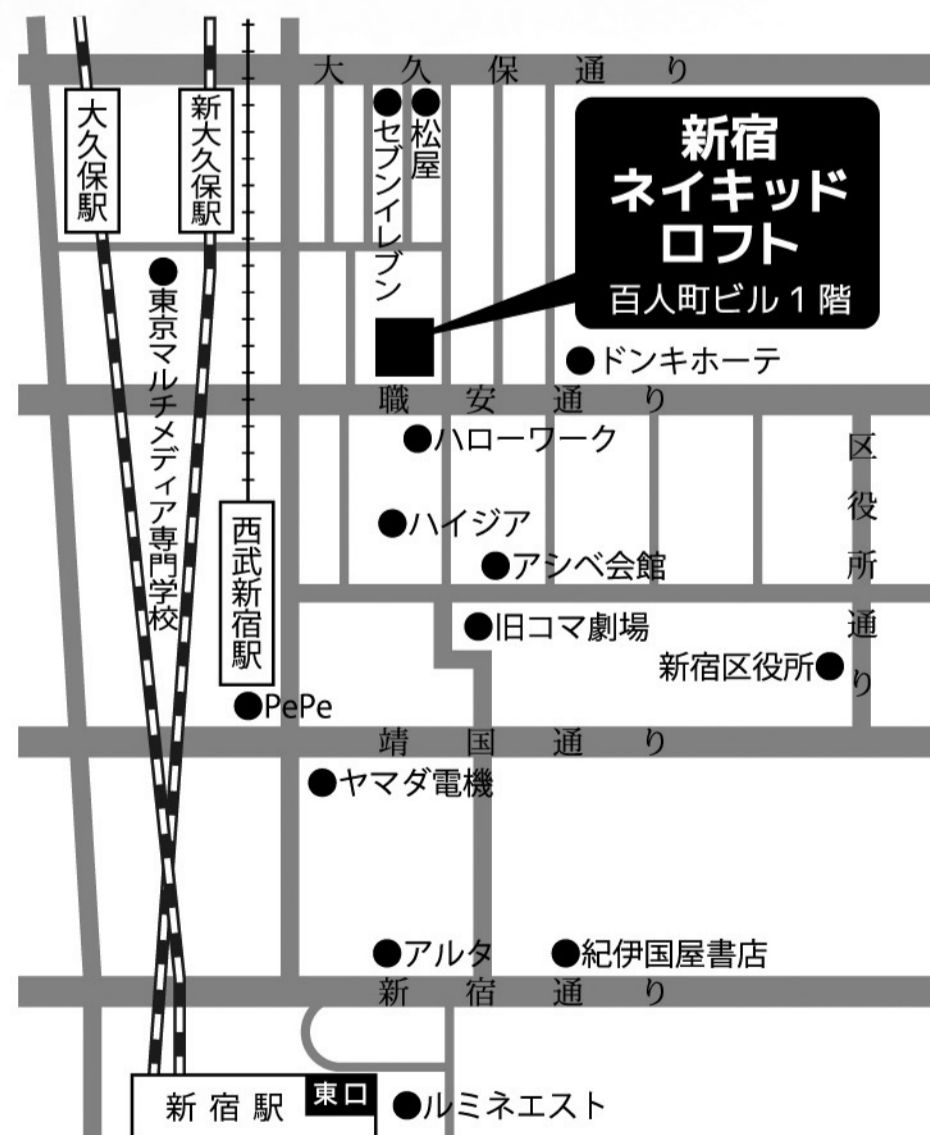 大久保通り
大久保駅
新大久保駅
セブンイレブン
松屋
新宿
ネイキッド
ロフト
百人町ビル1階
東京マルチメディア専門学校
ドンキホーテ
職安通り
ハローワーク
区役所通り
西武新宿駅
ハイジア
アシベ会館
旧コマ劇場
新宿区役所
PePe
靖国通り
ヤマダ電機
アルタ
紀伊国屋書店
新宿通り
新宿駅
東口
ルミネエスト